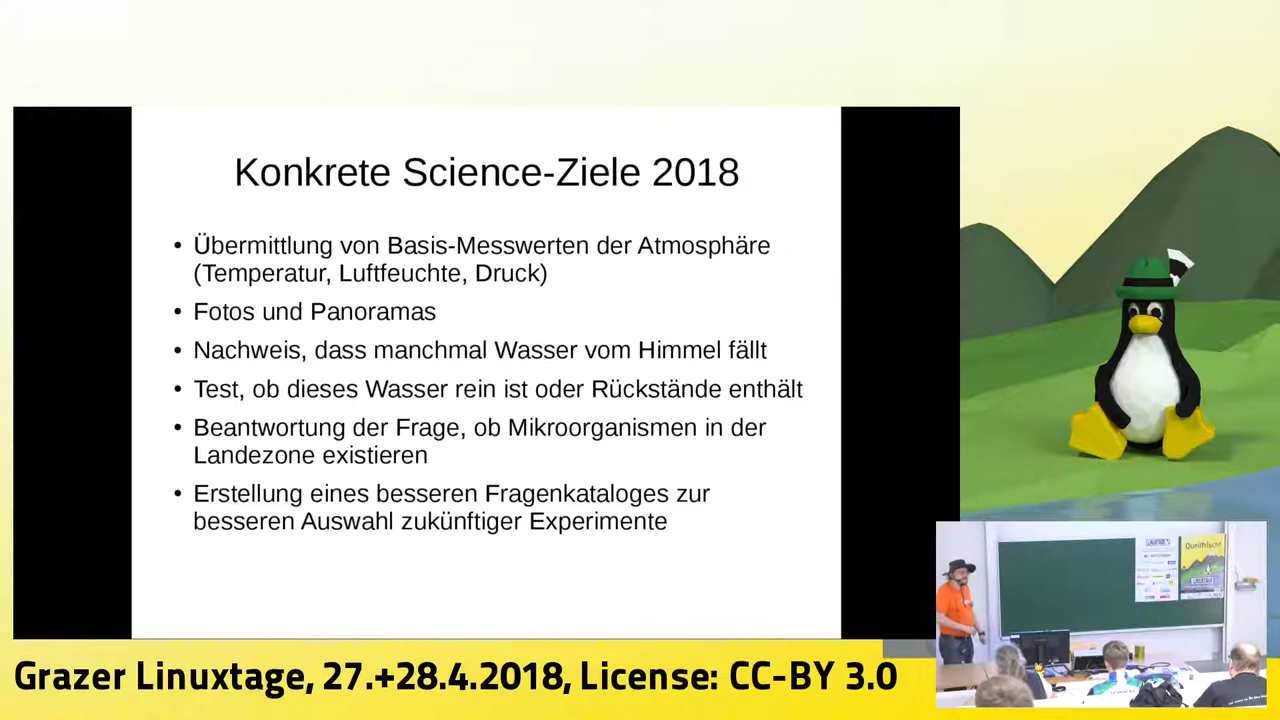 Konkrete Science-Ziele 2018
• Übermittlung von Basis-Messwerten der Atmosphäre
(Temperatur, Luftfeuchte, Druck)
• Fotos und Panoramas
• Nachweis, dass manchmal Wasser vom Himmel fällt
• Test, ob dieses Wasser rein ist oder Rückstände enthält
• Beantwortung der Frage, ob Mikroorganismen in der
Landezone existieren
• Erstellung eines besseren Fragenkataloges zur
besseren Auswahl zukünftiger Experimente
Quellfrisch!
LINUXTAGE
Grazer Linuxtage, 27.+28.4.2018, License: CC-BY 3.0